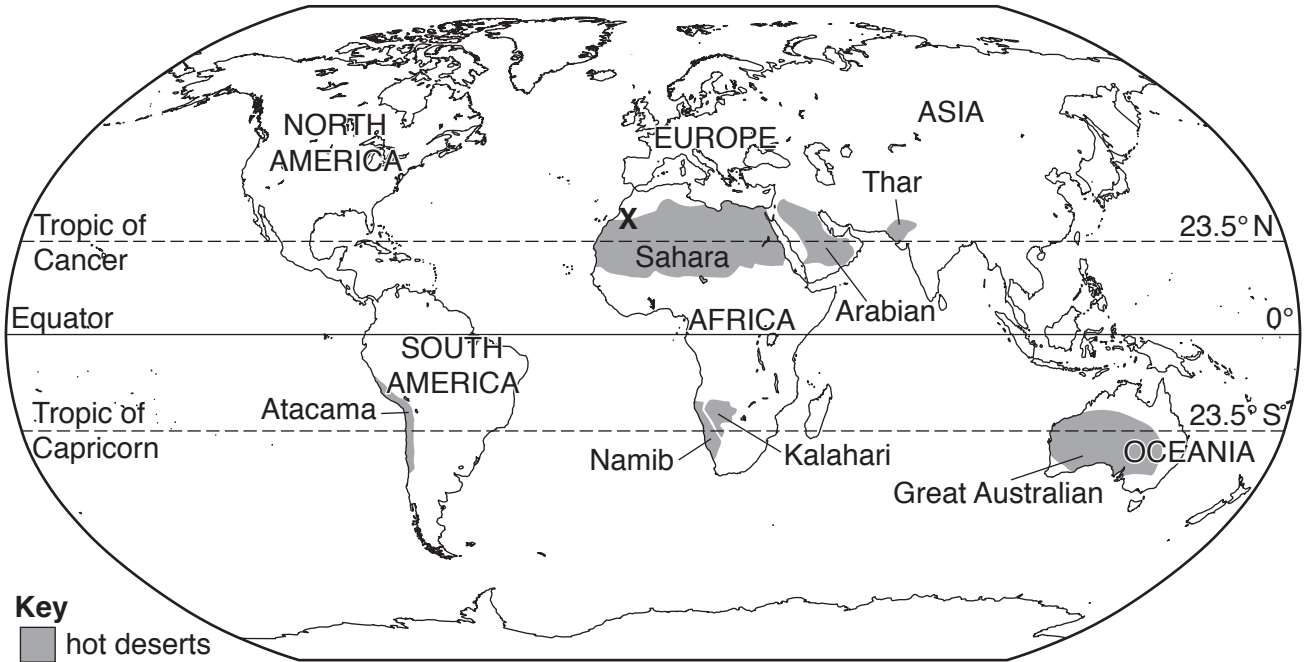 NORTH
AMERICA
EUROPE
ASIA
Thar
X
Tropic of
Cancer
23.5° N
Sahara
Arabian
Equator
AFRICA
0°
SOUTH
AMERICA
Atacama
Tropic of
Capricorn
23.5° S
Namib
Kalahari
OCEANIA
Great Australian
Key
hot deserts